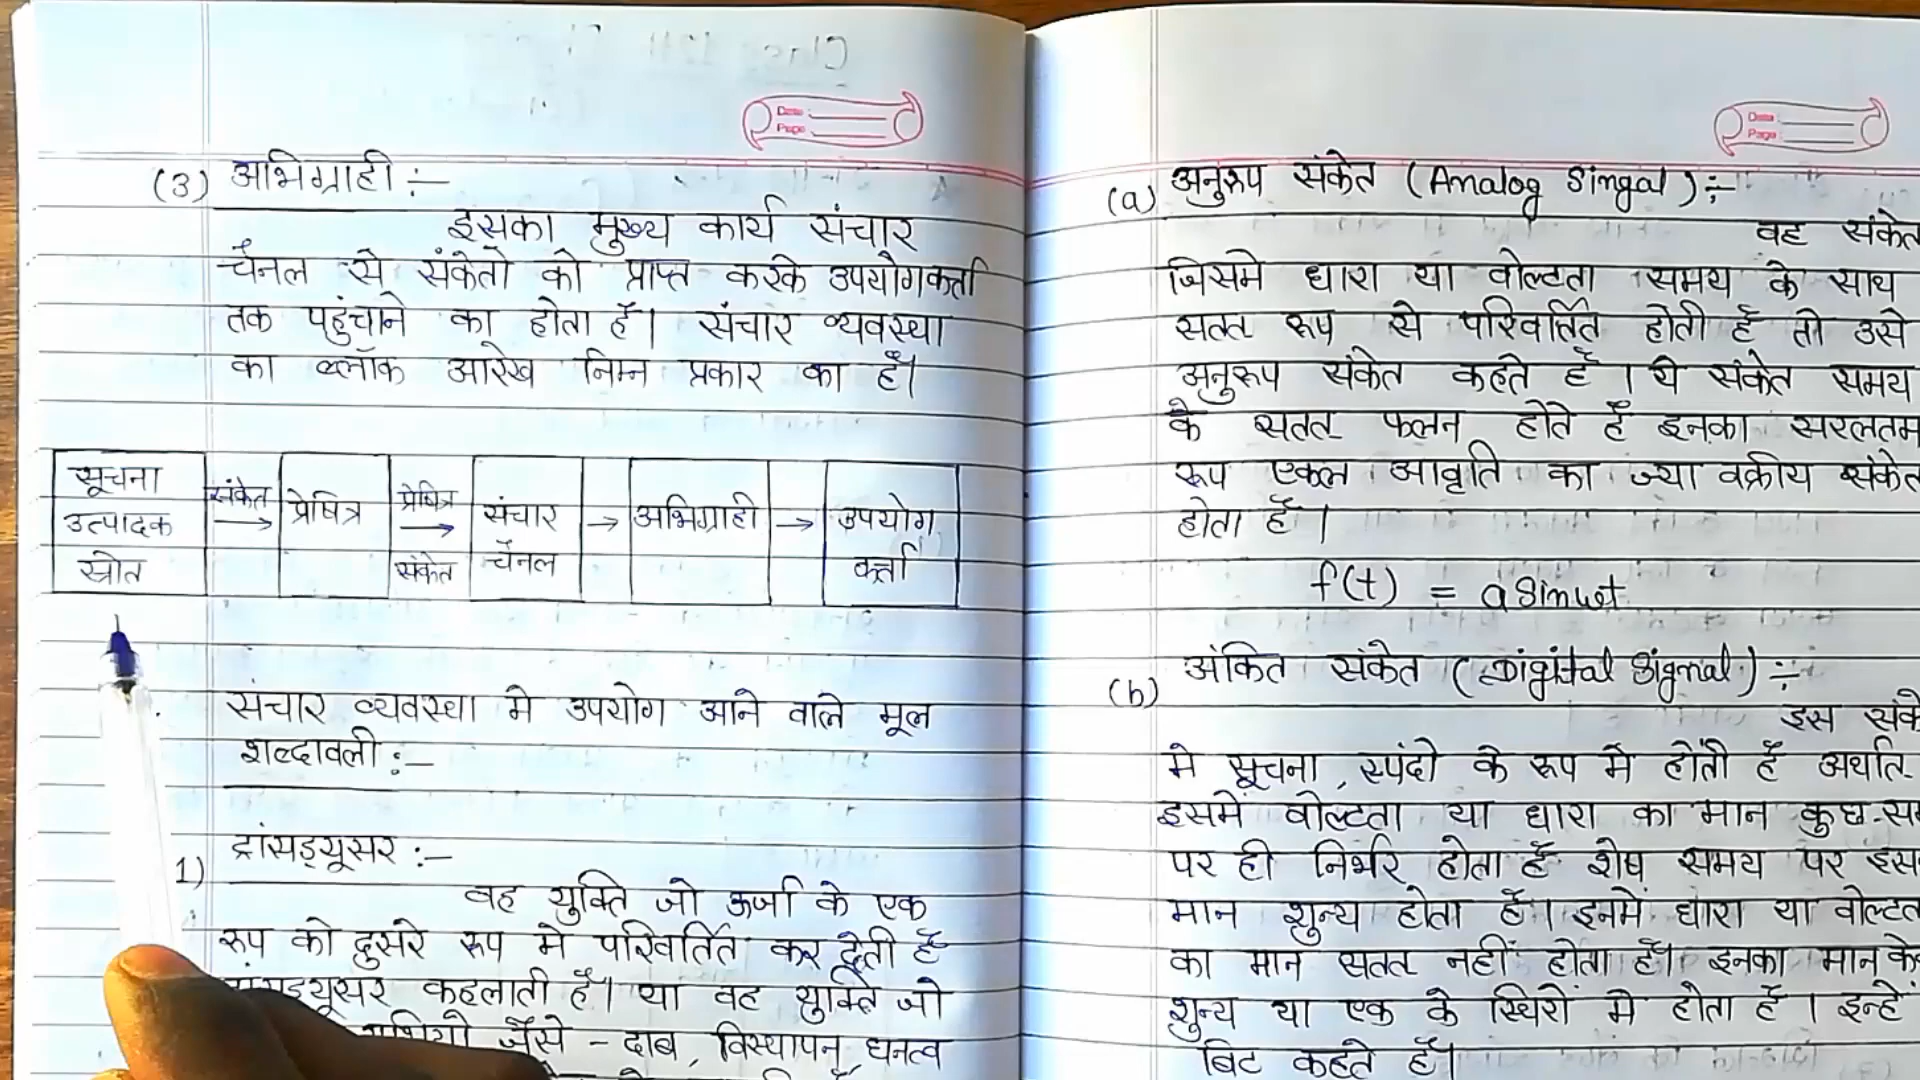 Date :
Page :
(3) अभिग्राही :-
इसका मुख्य कार्य संचार
चैनल से संकेतो को प्राप्त करके उपयोगकर्त्ता
तक पहुंचाने का होता है। संचार व्यवस्था
का ब्लॉक आरेख निम्न प्रकार का है।
सूचना
उत्पादक
स्रोत
संकेत
→
प्रेषित्र
प्रेषित्र
→
संकेत
संचार
चैनल
→
अभिग्राही
→
उपयोग
कर्त्ता
संचार व्यवस्था मे उपयोग आने वाले मूल
शब्दावली :-
1) ट्रांसड्यूसर :-
वह युक्ति जो ऊर्जा के एक
रूप को दुसरे रूप मे परिवर्तित कर देती है
कहलाती है। या वह युक्ति जो
जैसे - दाब, विस्थापन, घनत्व
Date :
Page :
(a) अनुरूप संकेत (Analog Singal) :-
वह संकेत
जिसमे धारा या वोल्टता समय के साथ
सतत रूप से परिवर्तित होती है तो उसे
अनुरूप संकेत कहते है । ये संकेत समय
के सतत फलन होते है इनका सरलतम
रूप एकल आवृति का ज्या वक्रीय संकेत
होता है ।
f(t) = a Sinωt
(b) अंकित संकेत (Digital Signal) :-
इस
मे सूचना, स्पंदो के रूप मे होती है अर्थात
इसमें वोल्टता या धारा का मान कुछ
पर ही निर्भर होता है शेष समय पर
मान शुन्य होता है। इनमें धारा या
का मान सतत नहीं होता है। इनका मान
शुन्य या एक के स्थिरो मे होता है । इन्हें
बिट कहते है।